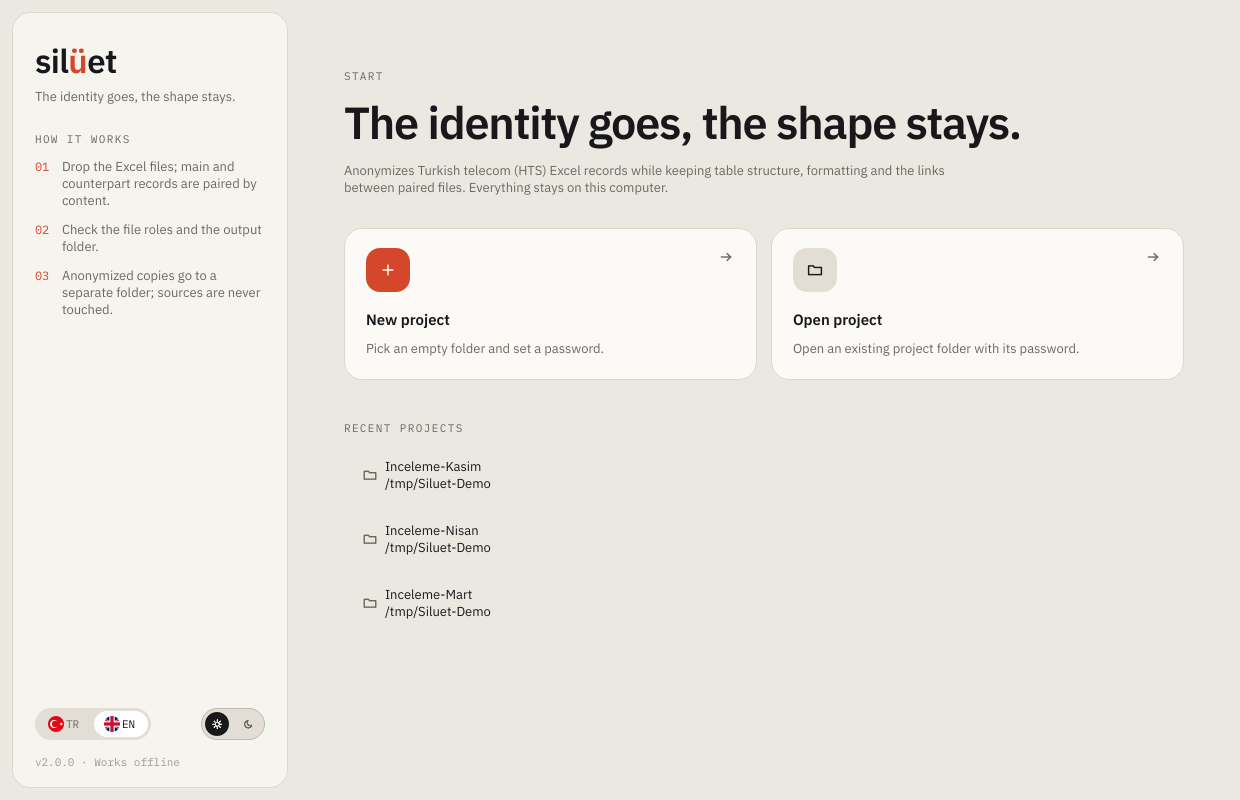 silüet
The identity goes, the shape stays.
HOW IT WORKS
01 Drop the Excel files; main and
counterpart records are paired by
content.
02 Check the file roles and the output
folder.
03 Anonymized copies go to a
separate folder; sources are never
touched.
TR EN
v2.0.0 · Works offline
START
The identity goes, the shape stays.
Anonymizes Turkish telecom (HTS) Excel records while keeping table structure, formatting and the links
between paired files. Everything stays on this computer.
New project
Pick an empty folder and set a password.
Open project
Open an existing project folder with its password.
RECENT PROJECTS
Inceleme-Kasim
/tmp/Siluet-Demo
Inceleme-Nisan
/tmp/Siluet-Demo
Inceleme-Mart
/tmp/Siluet-Demo